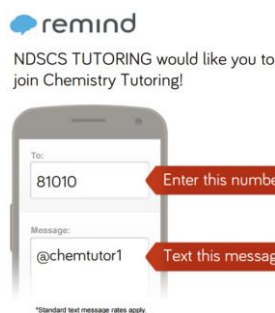 remind
NDSCS TUTORING would like you to
join Chemistry Tutoring!
To:
81010
Enter this numbe
Message:
@chemtutor1
Text this messag
*Standard text message rates apply.